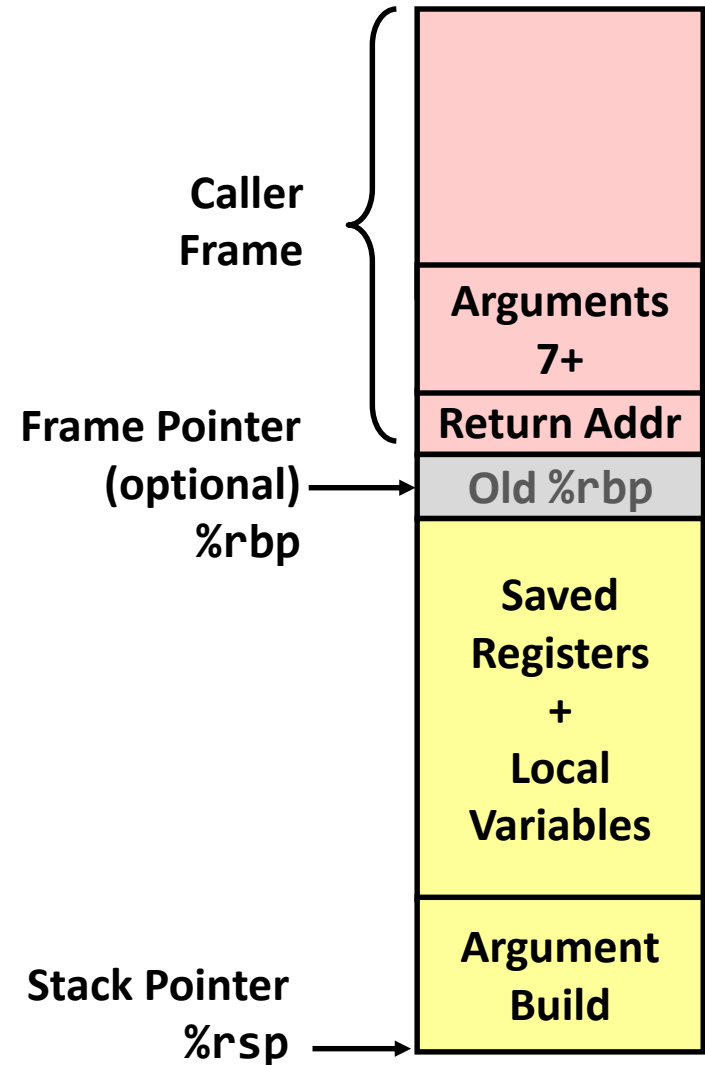 Caller
Frame
Arguments
7+
Return Addr
Frame Pointer
(optional)
%rbp
Old %rbp
Saved
Registers
+
Local
Variables
Argument
Build
Stack Pointer
%rsp